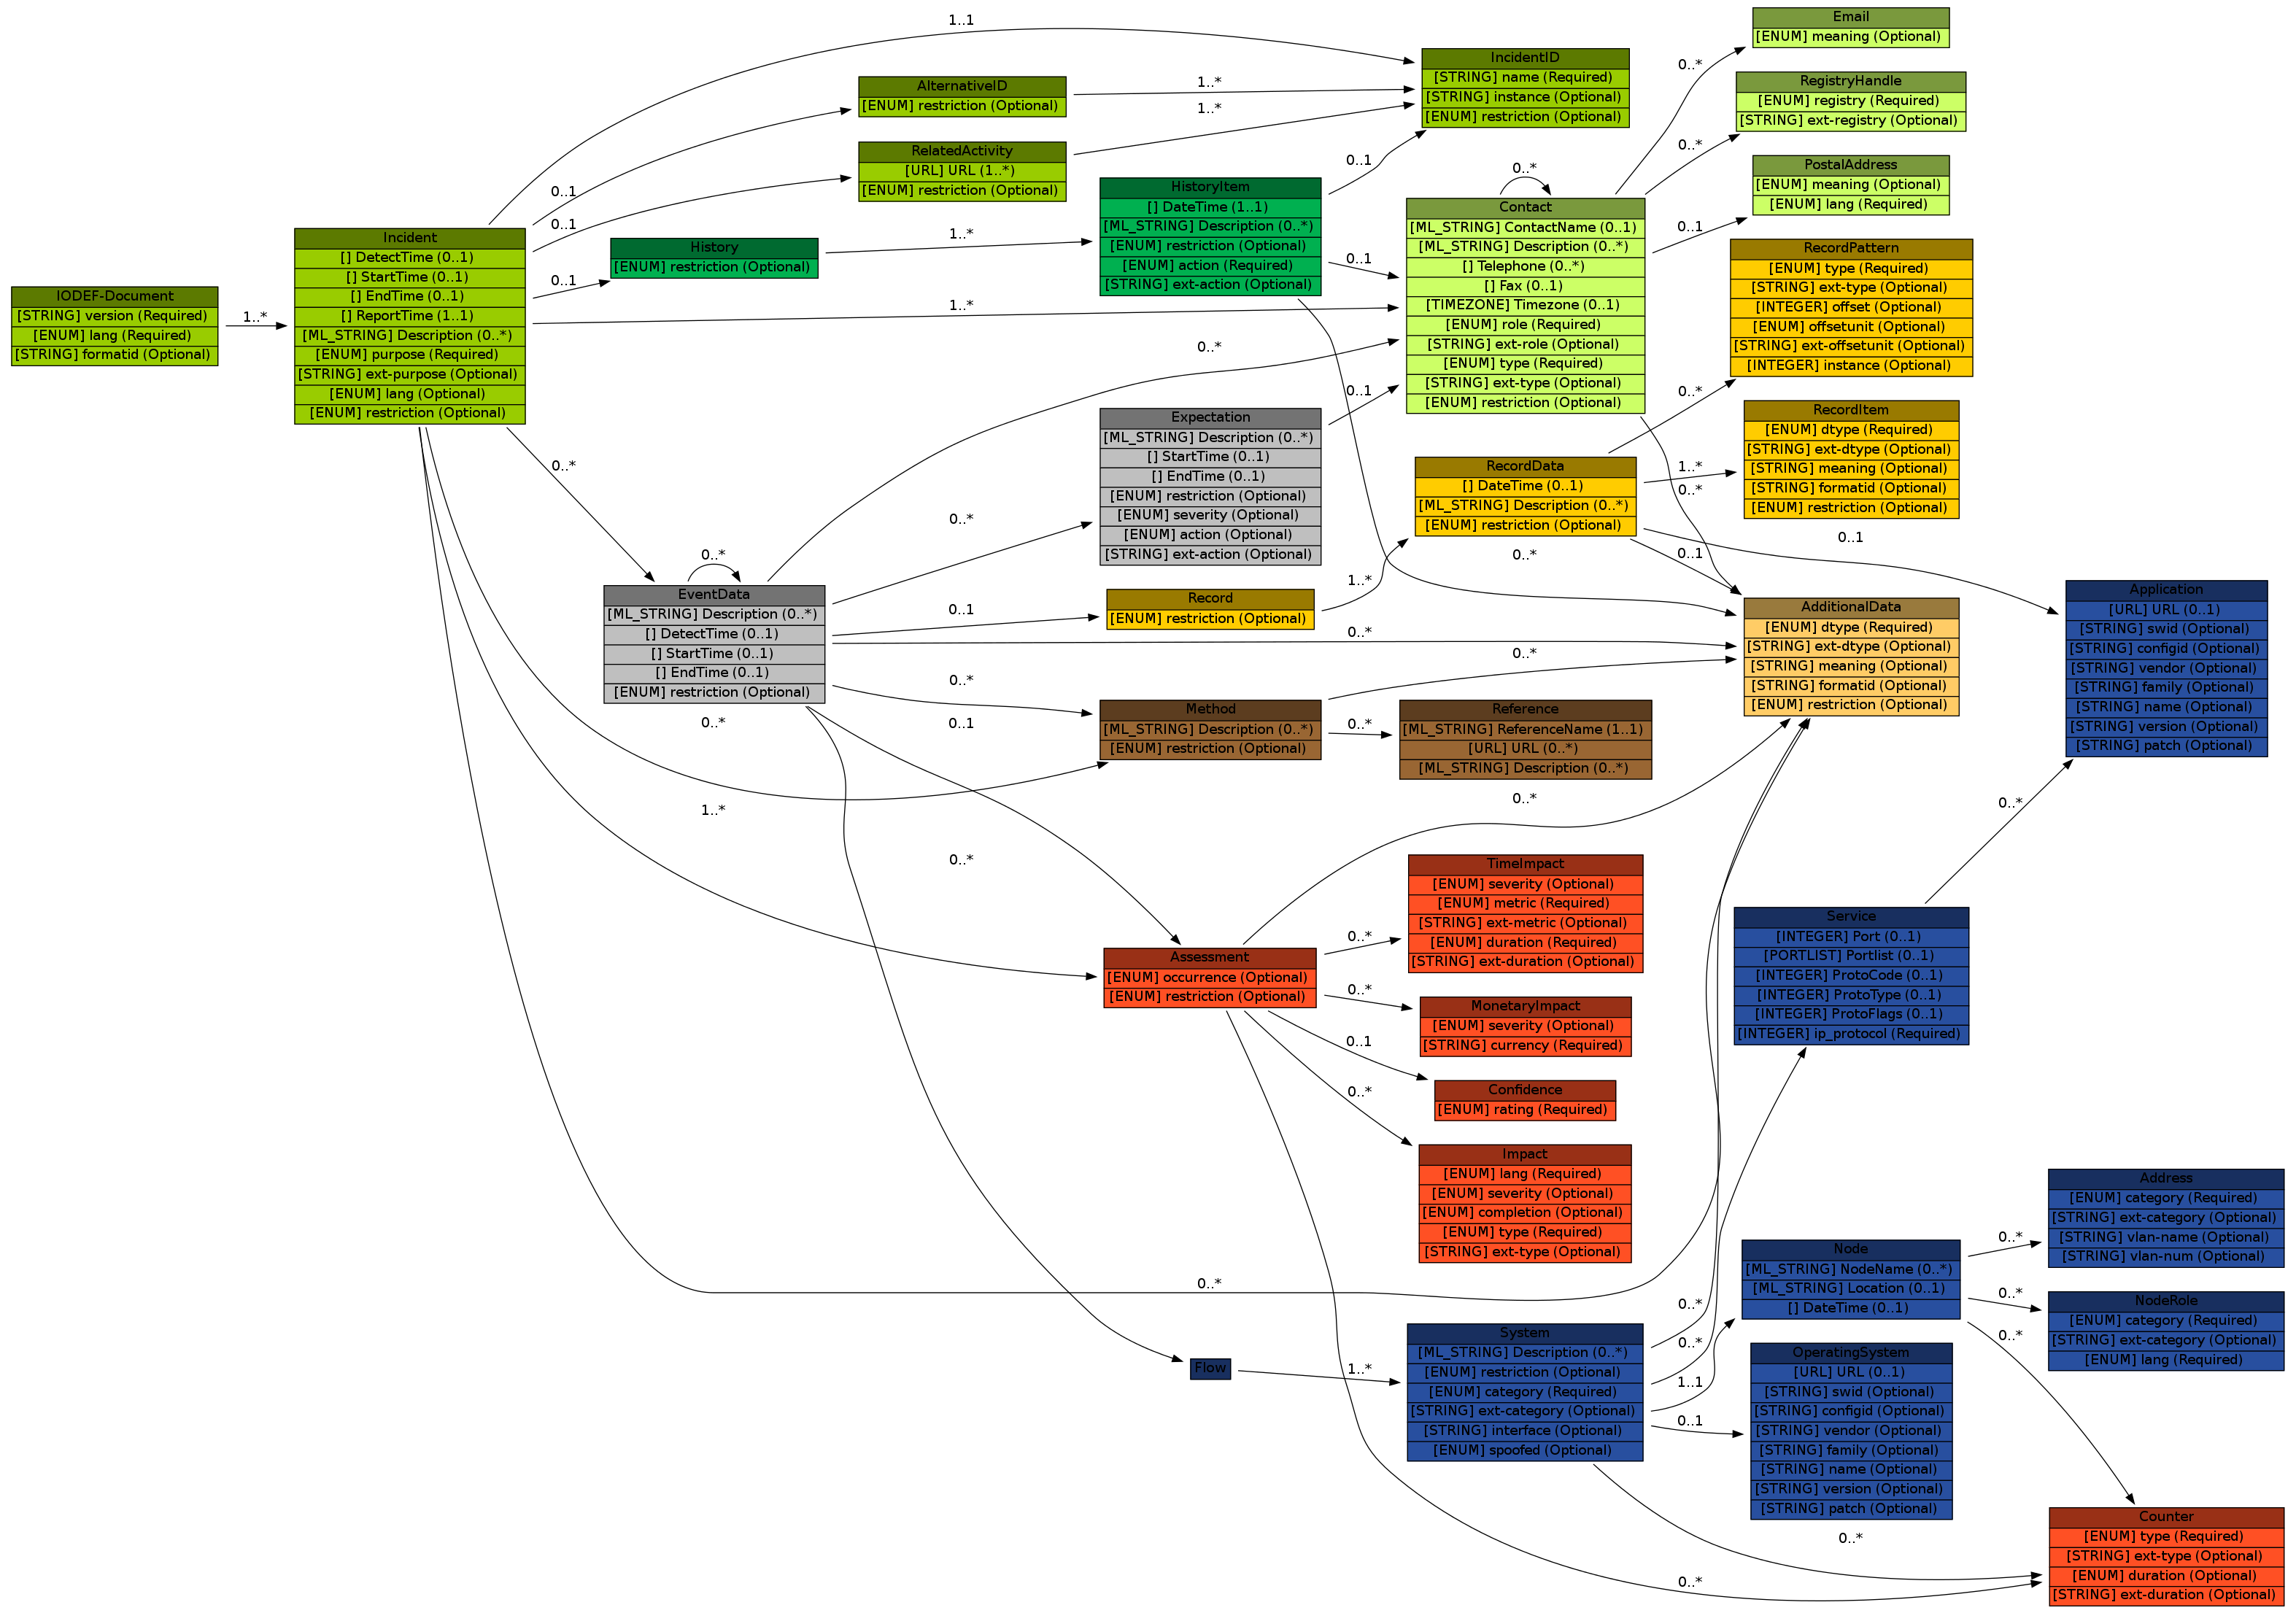 IODEF-Document
[STRING] version (Required)
[ENUM] lang (Required)
[STRING] formatid (Optional)
1..*
Incident
[] DetectTime (0..1)
[] StartTime (0..1)
[] EndTime (0..1)
[] ReportTime (1..1)
[ML_STRING] Description (0..*)
[ENUM] purpose (Required)
[STRING] ext-purpose (Optional)
[ENUM] lang (Optional)
[ENUM] restriction (Optional)
1..1
0..1
0..1
0..1
1..*
0..*
0..*
1..*
0..*
AlternativeID
[ENUM] restriction (Optional)
1..*
RelatedActivity
[URL] URL (1..*)
[ENUM] restriction (Optional)
1..*
History
[ENUM] restriction (Optional)
1..*
HistoryItem
[] DateTime (1..1)
[ML_STRING] Description (0..*)
[ENUM] restriction (Optional)
[ENUM] action (Required)
[STRING] ext-action (Optional)
0..1
0..1
0..*
IncidentID
[STRING] name (Required)
[STRING] instance (Optional)
[ENUM] restriction (Optional)
EventData
[ML_STRING] Description (0..*)
[] DetectTime (0..1)
[] StartTime (0..1)
[] EndTime (0..1)
[ENUM] restriction (Optional)
0..*
0..*
0..*
0..1
0..*
0..*
0..1
0..*
Expectation
[ML_STRING] Description (0..*)
[] StartTime (0..1)
[] EndTime (0..1)
[ENUM] restriction (Optional)
[ENUM] severity (Optional)
[ENUM] action (Optional)
[STRING] ext-action (Optional)
0..1
Record
[ENUM] restriction (Optional)
1..*
Method
[ML_STRING] Description (0..*)
[ENUM] restriction (Optional)
0..*
0..*
Reference
[ML_STRING] ReferenceName (1..1)
[URL] URL (0..*)
[ML_STRING] Description (0..*)
Assessment
[ENUM] occurrence (Optional)
[ENUM] restriction (Optional)
0..*
0..*
0..*
0..1
0..*
0..*
TimeImpact
[ENUM] severity (Optional)
[ENUM] metric (Required)
[STRING] ext-metric (Optional)
[ENUM] duration (Required)
[STRING] ext-duration (Optional)
MonetaryImpact
[ENUM] severity (Optional)
[STRING] currency (Required)
Confidence
[ENUM] rating (Required)
Impact
[ENUM] lang (Required)
[ENUM] severity (Optional)
[ENUM] completion (Optional)
[ENUM] type (Required)
[STRING] ext-type (Optional)
Flow
1..*
System
[ML_STRING] Description (0..*)
[ENUM] restriction (Optional)
[ENUM] category (Required)
[STRING] ext-category (Optional)
[STRING] interface (Optional)
[ENUM] spoofed (Optional)
0..*
0..*
1..1
0..1
0..*
Contact
[ML_STRING] ContactName (0..1)
[ML_STRING] Description (0..*)
[] Telephone (0..*)
[] Fax (0..1)
[TIMEZONE] Timezone (0..1)
[ENUM] role (Required)
[STRING] ext-role (Optional)
[ENUM] type (Required)
[STRING] ext-type (Optional)
[ENUM] restriction (Optional)
0..*
0..*
0..*
0..1
0..*
Email
[ENUM] meaning (Optional)
RegistryHandle
[ENUM] registry (Required)
[STRING] ext-registry (Optional)
PostalAddress
[ENUM] meaning (Optional)
[ENUM] lang (Required)
RecordData
[] DateTime (0..1)
[ML_STRING] Description (0..*)
[ENUM] restriction (Optional)
0..*
1..*
0..1
0..1
RecordPattern
[ENUM] type (Required)
[STRING] ext-type (Optional)
[INTEGER] offset (Optional)
[ENUM] offsetunit (Optional)
[STRING] ext-offsetunit (Optional)
[INTEGER] instance (Optional)
RecordItem
[ENUM] dtype (Required)
[STRING] ext-dtype (Optional)
[STRING] meaning (Optional)
[STRING] formatid (Optional)
[ENUM] restriction (Optional)
AdditionalData
[ENUM] dtype (Required)
[STRING] ext-dtype (Optional)
[STRING] meaning (Optional)
[STRING] formatid (Optional)
[ENUM] restriction (Optional)
Application
[URL] URL (0..1)
[STRING] swid (Optional)
[STRING] configid (Optional)
[STRING] vendor (Optional)
[STRING] family (Optional)
[STRING] name (Optional)
[STRING] version (Optional)
[STRING] patch (Optional)
Service
[INTEGER] Port (0..1)
[PORTLIST] Portlist (0..1)
[INTEGER] ProtoCode (0..1)
[INTEGER] ProtoType (0..1)
[INTEGER] ProtoFlags (0..1)
[INTEGER] ip_protocol (Required)
0..*
Node
[ML_STRING] NodeName (0..*)
[ML_STRING] Location (0..1)
[] DateTime (0..1)
0..*
0..*
0..*
OperatingSystem
[URL] URL (0..1)
[STRING] swid (Optional)
[STRING] configid (Optional)
[STRING] vendor (Optional)
[STRING] family (Optional)
[STRING] name (Optional)
[STRING] version (Optional)
[STRING] patch (Optional)
Address
[ENUM] category (Required)
[STRING] ext-category (Optional)
[STRING] vlan-name (Optional)
[STRING] vlan-num (Optional)
NodeRole
[ENUM] category (Required)
[STRING] ext-category (Optional)
[ENUM] lang (Required)
Counter
[ENUM] type (Required)
[STRING] ext-type (Optional)
[ENUM] duration (Optional)
[STRING] ext-duration (Optional)